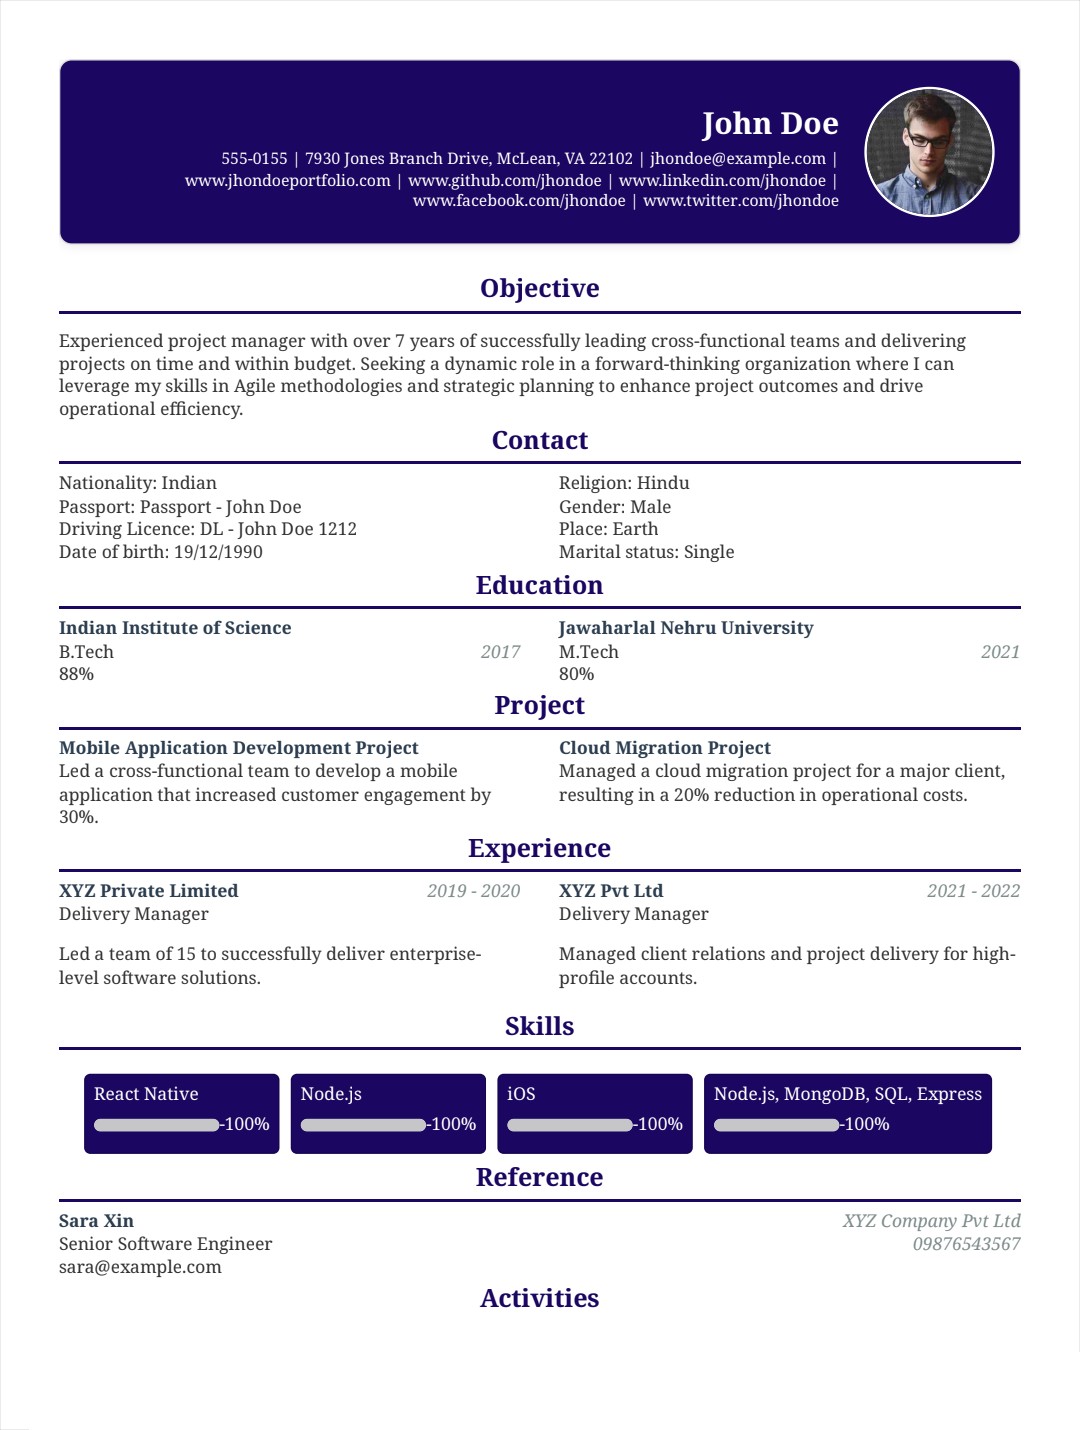 John Doe
555-0155 | 7930 Jones Branch Drive, McLean, VA 22102 | jhondoe@example.com |
www.jhondoeportfolio.com | www.github.com/jhondoe | www.linkedin.com/jhondoe |
www.facebook.com/jhondoe | www.twitter.com/jhondoe
Objective
Experienced project manager with over 7 years of successfully leading cross-functional teams and delivering
projects on time and within budget. Seeking a dynamic role in a forward-thinking organization where I can
leverage my skills in Agile methodologies and strategic planning to enhance project outcomes and drive
operational efficiency.
Contact
Nationality: Indian
Passport: Passport - John Doe
Driving Licence: DL - John Doe 1212
Date of birth: 19/12/1990
Religion: Hindu
Gender: Male
Place: Earth
Marital status: Single
Education
Indian Institute of Science
B.Tech 2017
88%
Jawaharlal Nehru University
M.Tech 2021
80%
Project
Mobile Application Development Project
Led a cross-functional team to develop a mobile
application that increased customer engagement by
30%.
Cloud Migration Project
Managed a cloud migration project for a major client,
resulting in a 20% reduction in operational costs.
Experience
XYZ Private Limited 2019 - 2020
Delivery Manager
Led a team of 15 to successfully deliver enterprise-
level software solutions.
XYZ Pvt Ltd 2021 - 2022
Delivery Manager
Managed client relations and project delivery for high-
profile accounts.
Skills
React Native
-100%
Node.js
-100%
iOS
-100%
Node.js, MongoDB, SQL, Express
-100%
Reference
Sara Xin XYZ Company Pvt Ltd
Senior Software Engineer 09876543567
sara@example.com
Activities